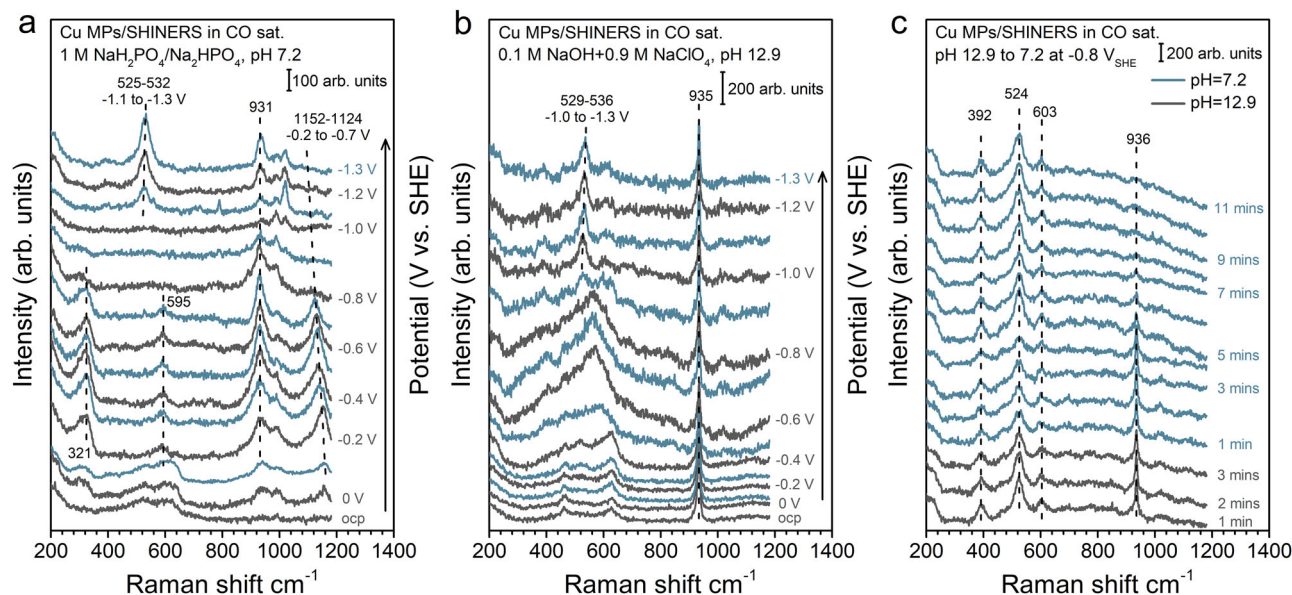 a
Cu MPs/SHINERS in CO sat.
1 M NaH₂PO₄/Na₂HPO₄, pH 7.2
100 arb. units
525-532
-1.1 to -1.3 V
931
1152-1124
-0.2 to -0.7 V
-1.3 V
-1.2 V
-1.0 V
-0.8 V
595
-0.6 V
-0.4 V
-0.2 V
321
0 V
ocp
Intensity (arb. units)
Potential (V vs. SHE)
200 400 600 800 1000 1200 1400
Raman shift cm⁻¹
b
Cu MPs/SHINERS in CO sat.
0.1 M NaOH+0.9 M NaClO₄, pH 12.9
200 arb. units
529-536
-1.0 to -1.3 V
935
-1.3 V
-1.2 V
-1.0 V
-0.8 V
-0.6 V
-0.4 V
-0.2 V
0 V
ocp
Intensity (arb. units)
Potential (V vs. SHE)
200 400 600 800 1000 1200 1400
Raman shift cm⁻¹
c
Cu MPs/SHINERS in CO sat.
pH 12.9 to 7.2 at -0.8 V_SHE
200 arb. units
pH=7.2
pH=12.9
392
524
603
936
11 mins
9 mins
7 mins
5 mins
3 mins
1 min
3 mins
2 mins
1 min
Intensity (arb. units)
200 400 600 800 1000 1200 1400
Raman shift cm⁻¹